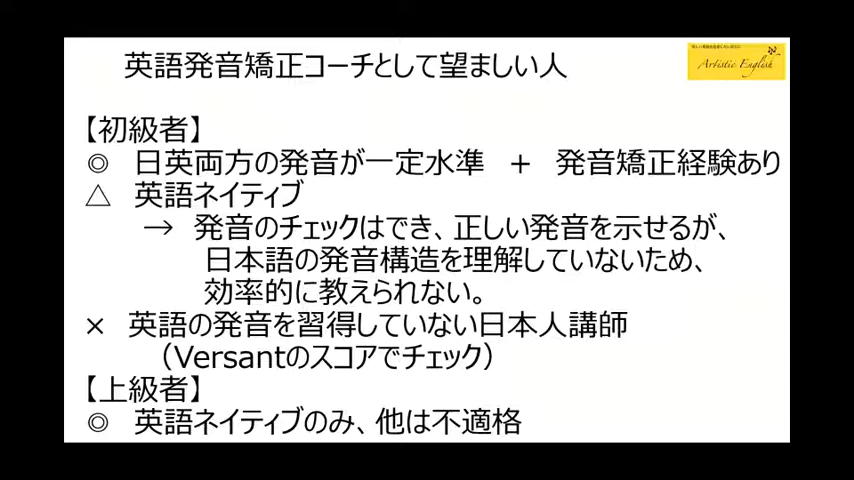 英語発音矯正コーチとして望ましい人
Artistic English
【初級者】
◎ 日英両方の発音が一定水準 + 発音矯正経験あり
△ 英語ネイティブ
→ 発音のチェックはでき、正しい発音を示せるが、
日本語の発音構造を理解していないため、
効率的に教えられない。
× 英語の発音を習得していない日本人講師
（Versantのスコアでチェック）
【上級者】
◎ 英語ネイティブのみ、他は不適格